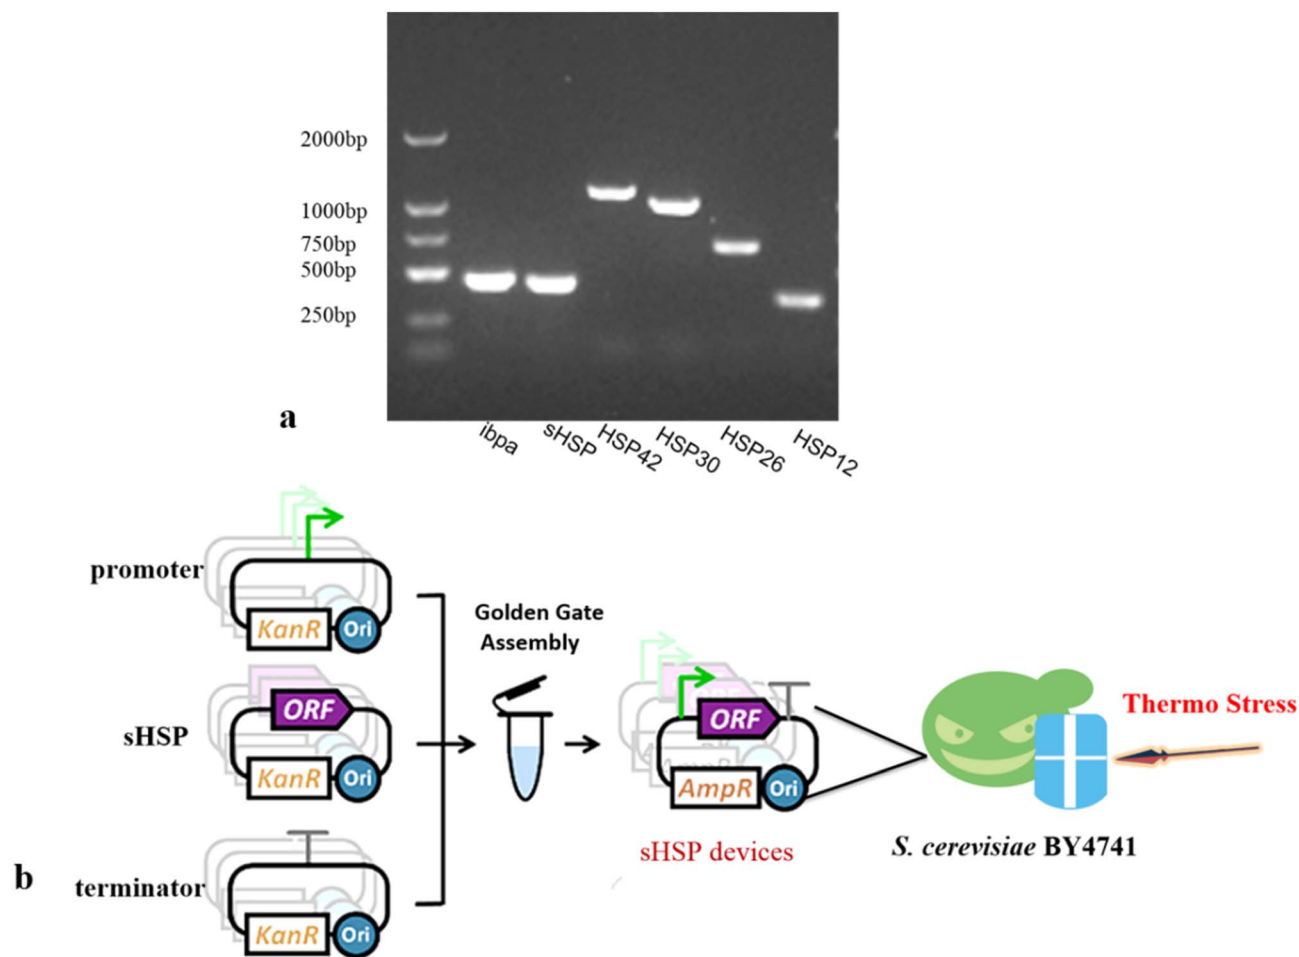 2000bp
1000bp
750bp
500bp
250bp
a
ibpa
sHSP
HSP42
HSP30
HSP26
HSP12
promoter
KanR
Ori
Golden Gate
Assembly
sHSP
ORF
KanR
Ori
ORF
AmpR
AmpR
Ori
sHSP devices
Thermo Stress
S. cerevisiae BY4741
b
terminator
KanR
Ori